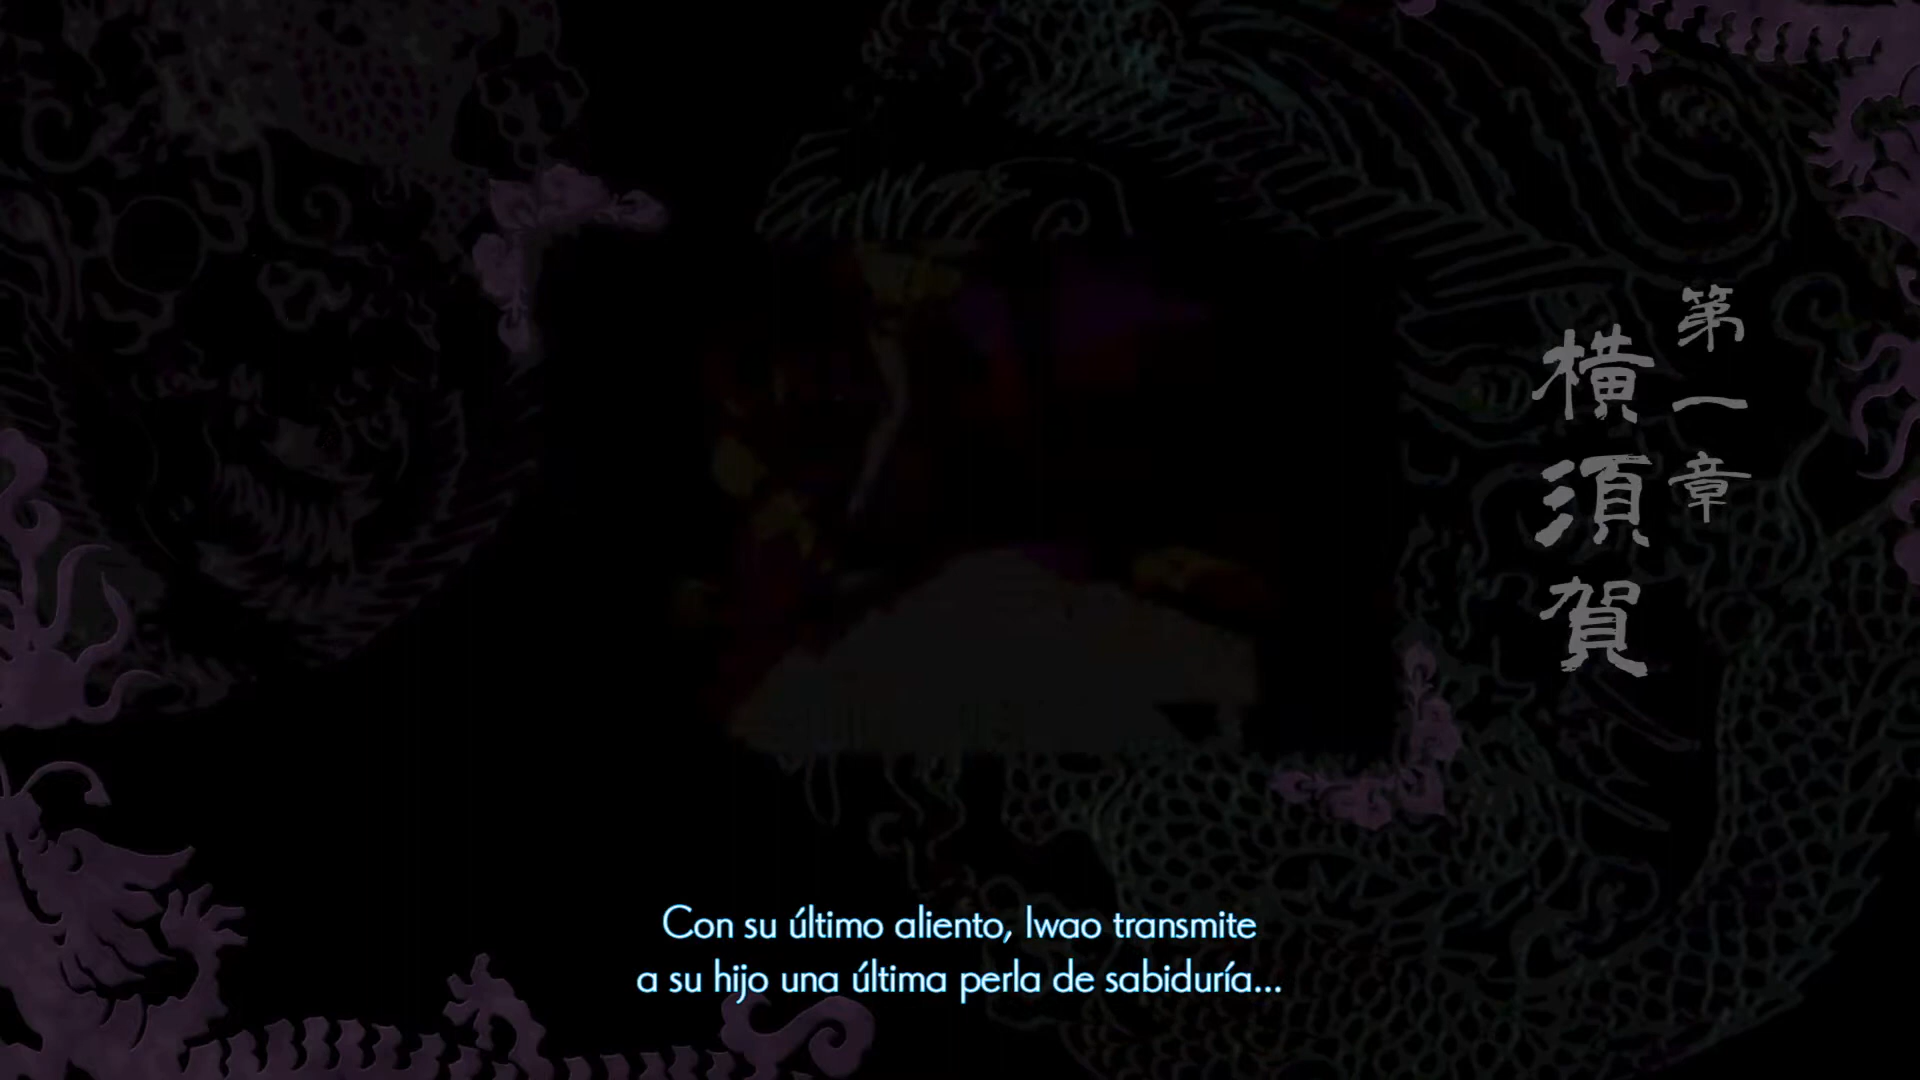 第一章
横須賀
Con su último aliento, Iwao transmite
a su hijo una última perla de sabiduría...